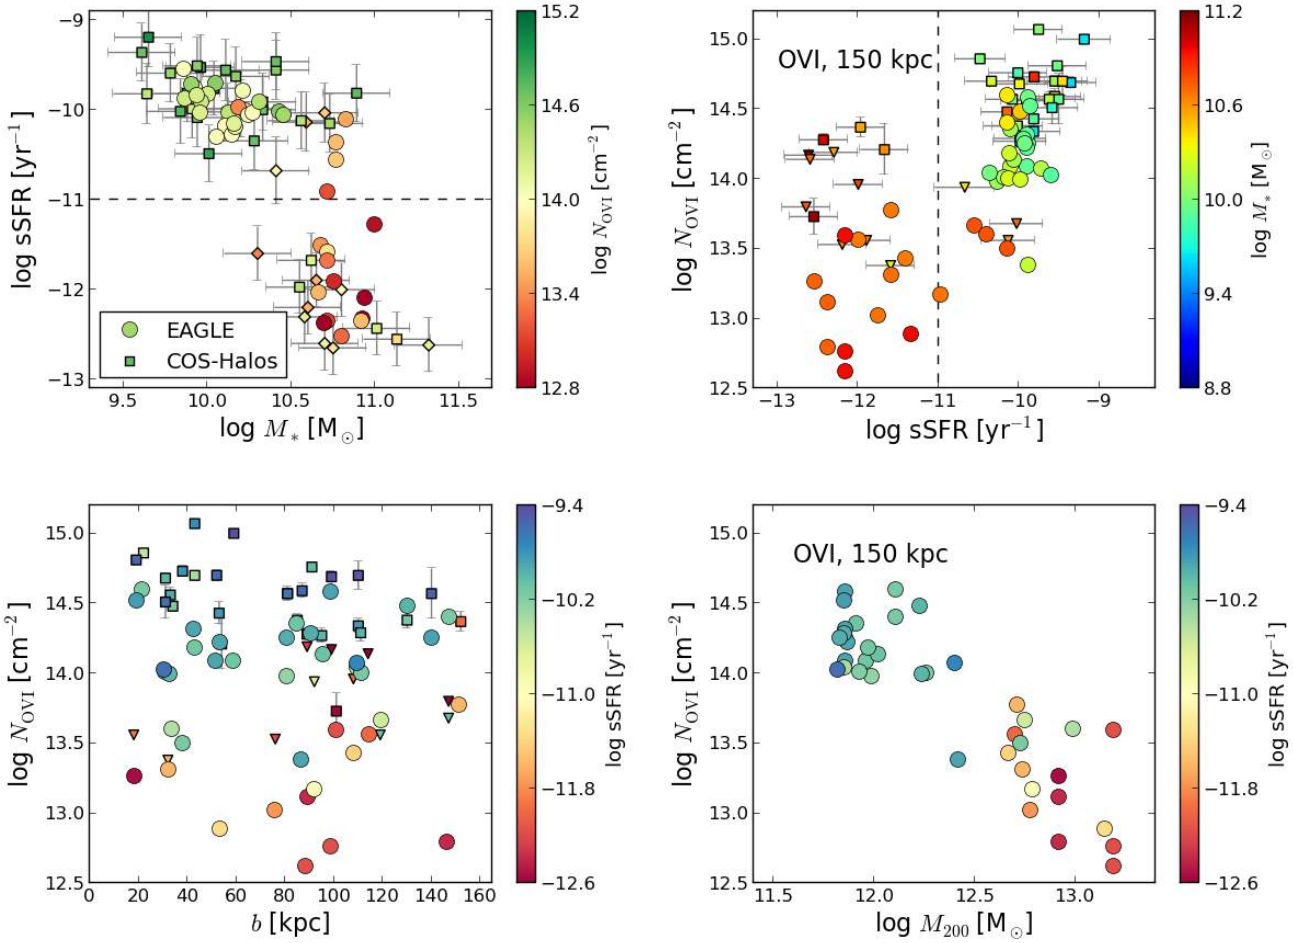 −9
−10
−11
−12
−13
9.5 10.0 10.5 11.0 11.5
log M* [M⊙]
log sSFR [yr⁻¹]
EAGLE
COS-Halos
15.2
14.6
14.0
13.4
12.8
log N_OVI [cm⁻²]
OVI, 150 kpc
15.0
14.5
14.0
13.5
13.0
12.5
−13 −12 −11 −10 −9
log sSFR [yr⁻¹]
log N_OVI [cm⁻²]
11.2
10.6
10.0
9.4
8.8
log M* [M⊙]
15.0
14.5
14.0
13.5
13.0
12.5
0 20 40 60 80 100 120 140 160
b [kpc]
log N_OVI [cm⁻²]
−9.4
−10.2
−11.0
−11.8
−12.6
log sSFR [yr⁻¹]
OVI, 150 kpc
15.0
14.5
14.0
13.5
13.0
12.5
11.5 12.0 12.5 13.0
log M₂₀₀ [M⊙]
log N_OVI [cm⁻²]
−9.4
−10.2
−11.0
−11.8
−12.6
log sSFR [yr⁻¹]